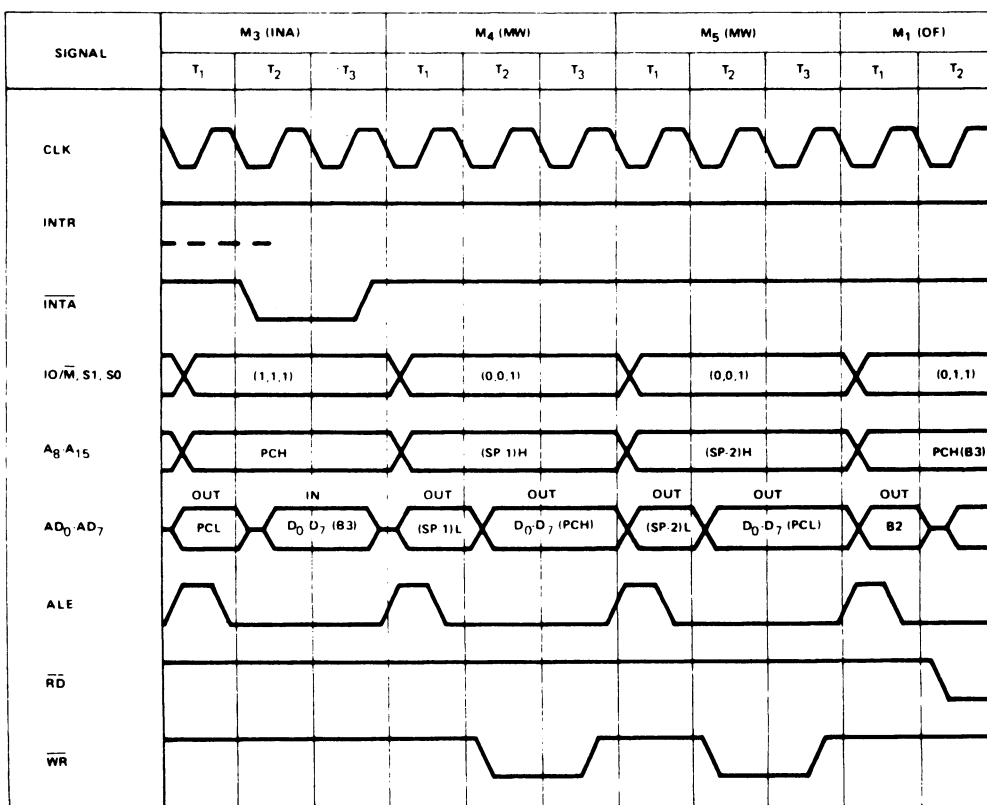 SIGNAL M3 (INA) M4 (MW) M5 (MW) M1 (OF)
T1 T2 T3 T1 T2 T3 T1 T2 T3 T1 T2
CLK
INTR
INTA
IO/M, S1, S0 (1,1,1) (0,0,1) (0,0,1) (0,1,1)
A8-A15 PCH (SP 1)H (SP-2)H PCH(B3)
OUT IN OUT OUT OUT OUT OUT
AD0-AD7 PCL D0-D7 (B3) (SP 1)L D0-D7 (PCH) (SP-2)L D0-D7 (PCL) B2
ALE
RD
WR